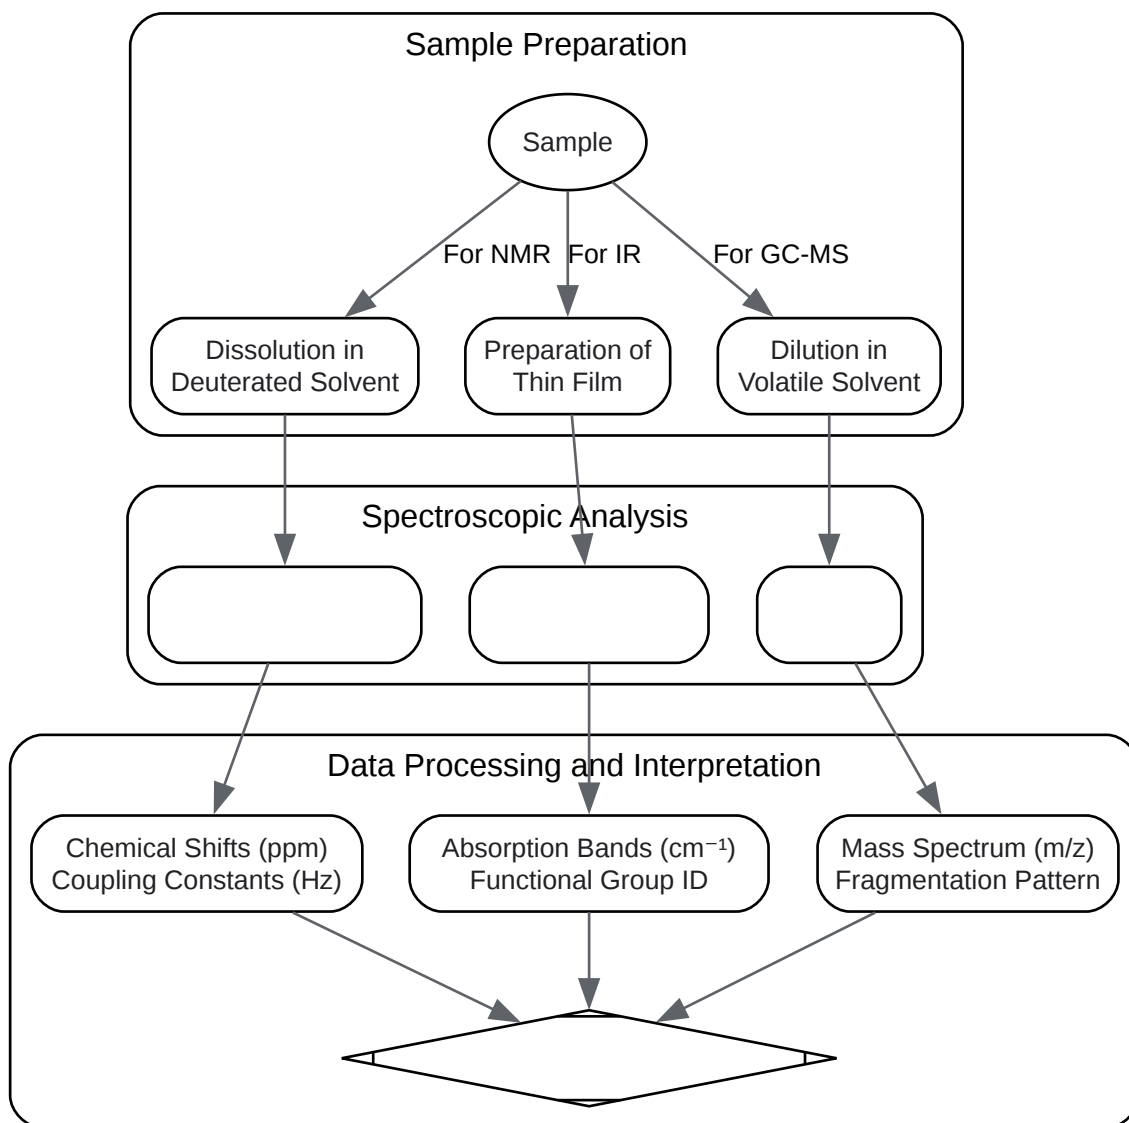 Sample Preparation
Sample
For NMR
For IR
For GC-MS
Dissolution in
Deuterated Solvent
Preparation of
Thin Film
Dilution in
Volatile Solvent
Spectroscopic Analysis
Data Processing and Interpretation
Chemical Shifts (ppm)
Coupling Constants (Hz)
Absorption Bands (cm⁻¹)
Functional Group ID
Mass Spectrum (m/z)
Fragmentation Pattern